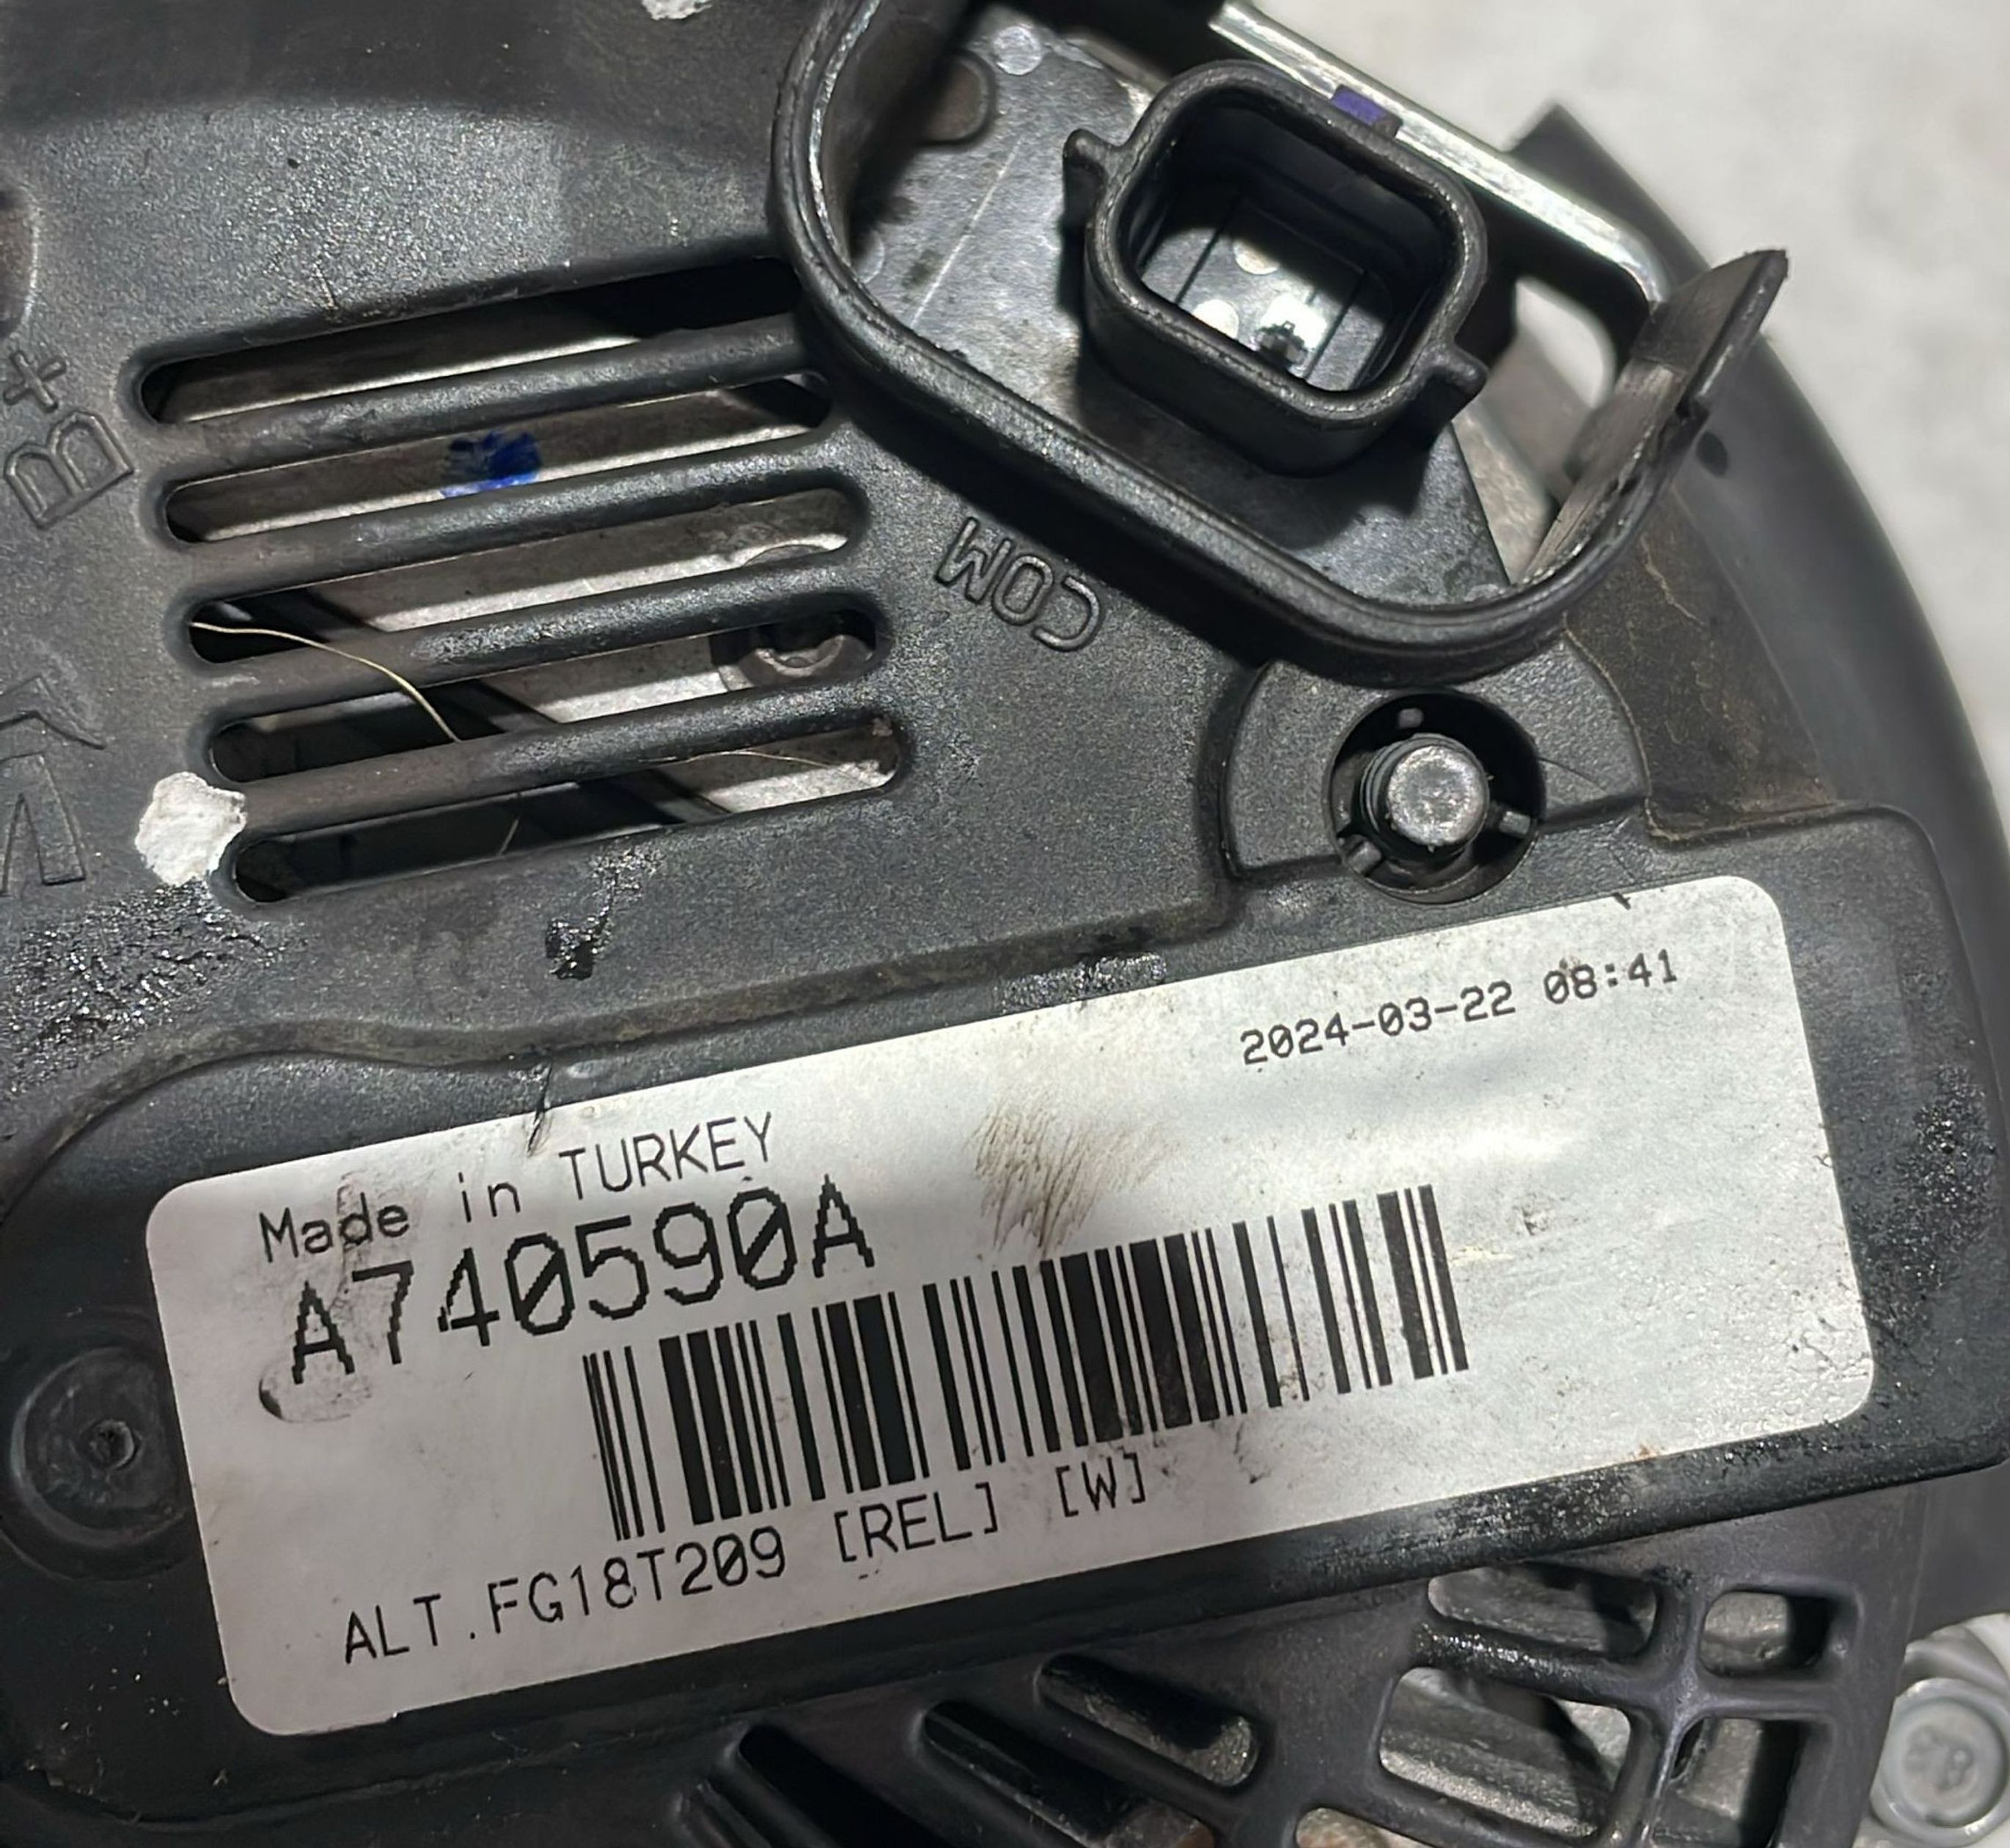 B+
COM
2024-03-22 08:41
Made in TURKEY
A740590A
ALT.FG18T209 [REL] [W]